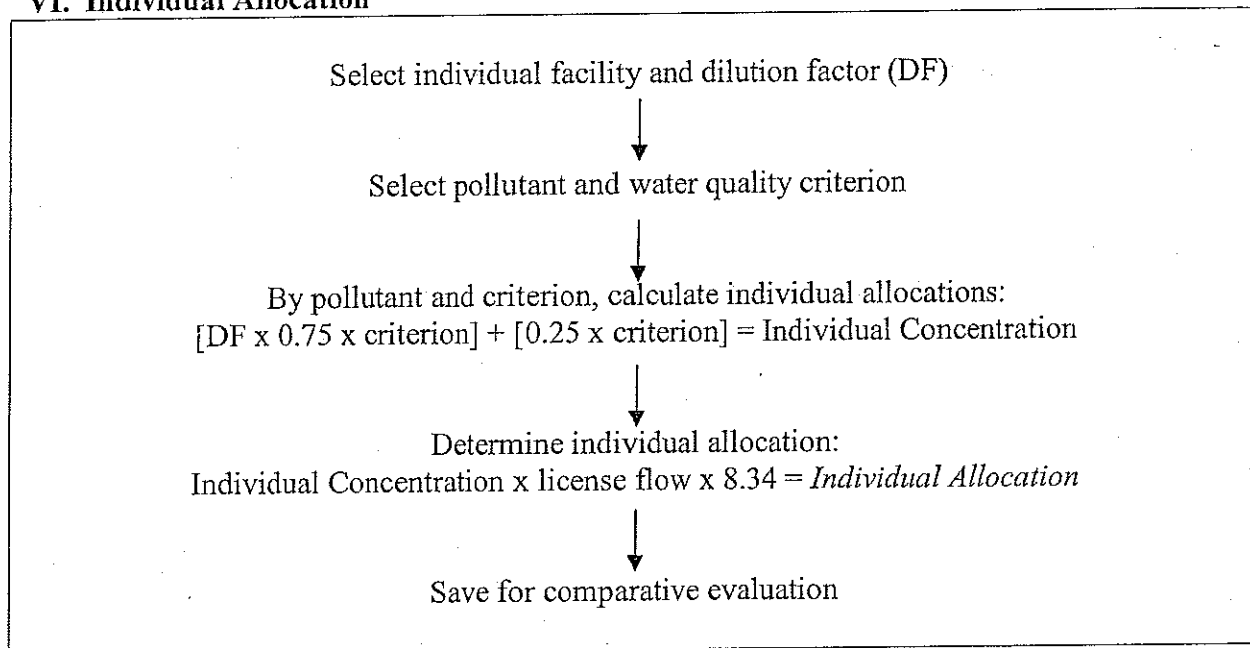 VI. Individual Allocation
Select individual facility and dilution factor (DF)
Select pollutant and water quality criterion
By pollutant and criterion, calculate individual allocations:
[DF x 0.75 x criterion] + [0.25 x criterion] = Individual Concentration
Determine individual allocation:
Individual Concentration x license flow x 8.34 = Individual Allocation
Save for comparative evaluation